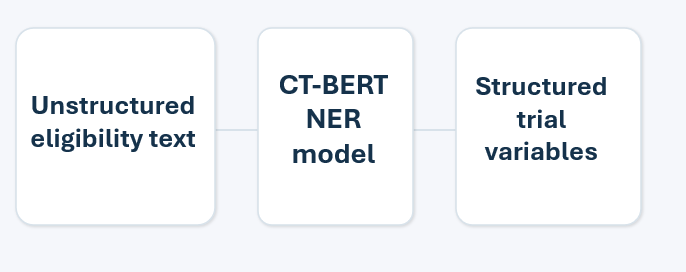 Unstructured
eligibility text
CT-BERT
NER
model
Structured
trial
variables